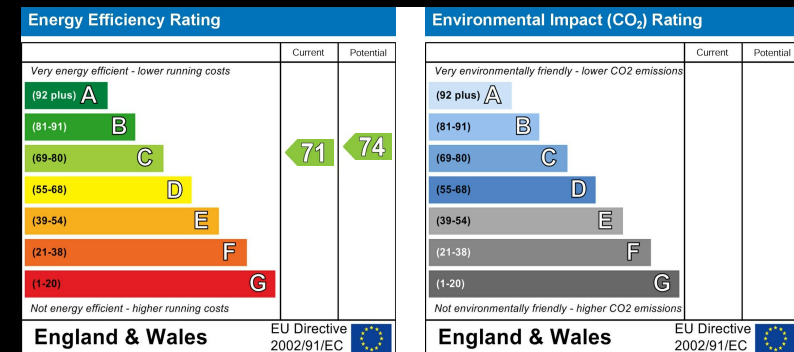 Energy Efficiency Rating
Current Potential
Very energy efficient - lower running costs
(92 plus) A
(81-91) B
(69-80) C
(55-68) D
(39-54) E
(21-38) F
(1-20) G
71
74
Not energy efficient - higher running costs
England & Wales
EU Directive
2002/91/EC
Environmental Impact (CO₂) Rating
Current Potential
Very environmentally friendly - lower CO2 emissions
(92 plus) A
(81-91) B
(69-80) C
(55-68) D
(39-54) E
(21-38) F
(1-20) G
Not environmentally friendly - higher CO2 emissions
England & Wales
EU Directive
2002/91/EC